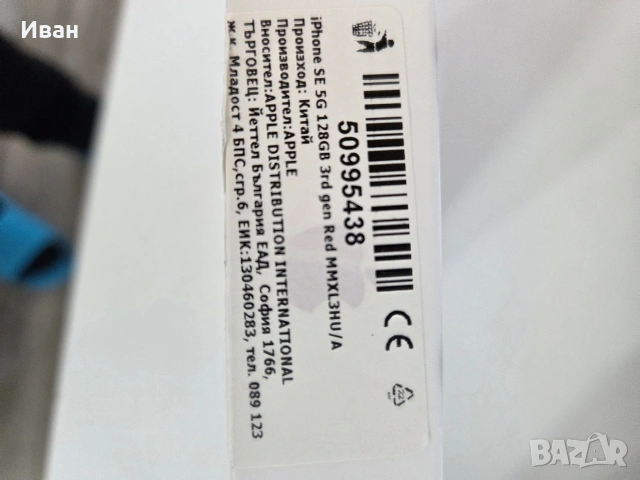 Иван
50995438
iPhone SE 5G 128GB 3rd gen Red MMXL3HU/A
Произход: Китай
Производител:APPLE
Вносител:APPLE DISTRIBUTION INTERNATIONAL
ТЪРГОВЕЦ: Йеттел България ЕАД, София 1766,
ж.к. Младост 4 БПС,сгр.6, ЕИК:130460283, тел. 089 123
CE
BAZAR